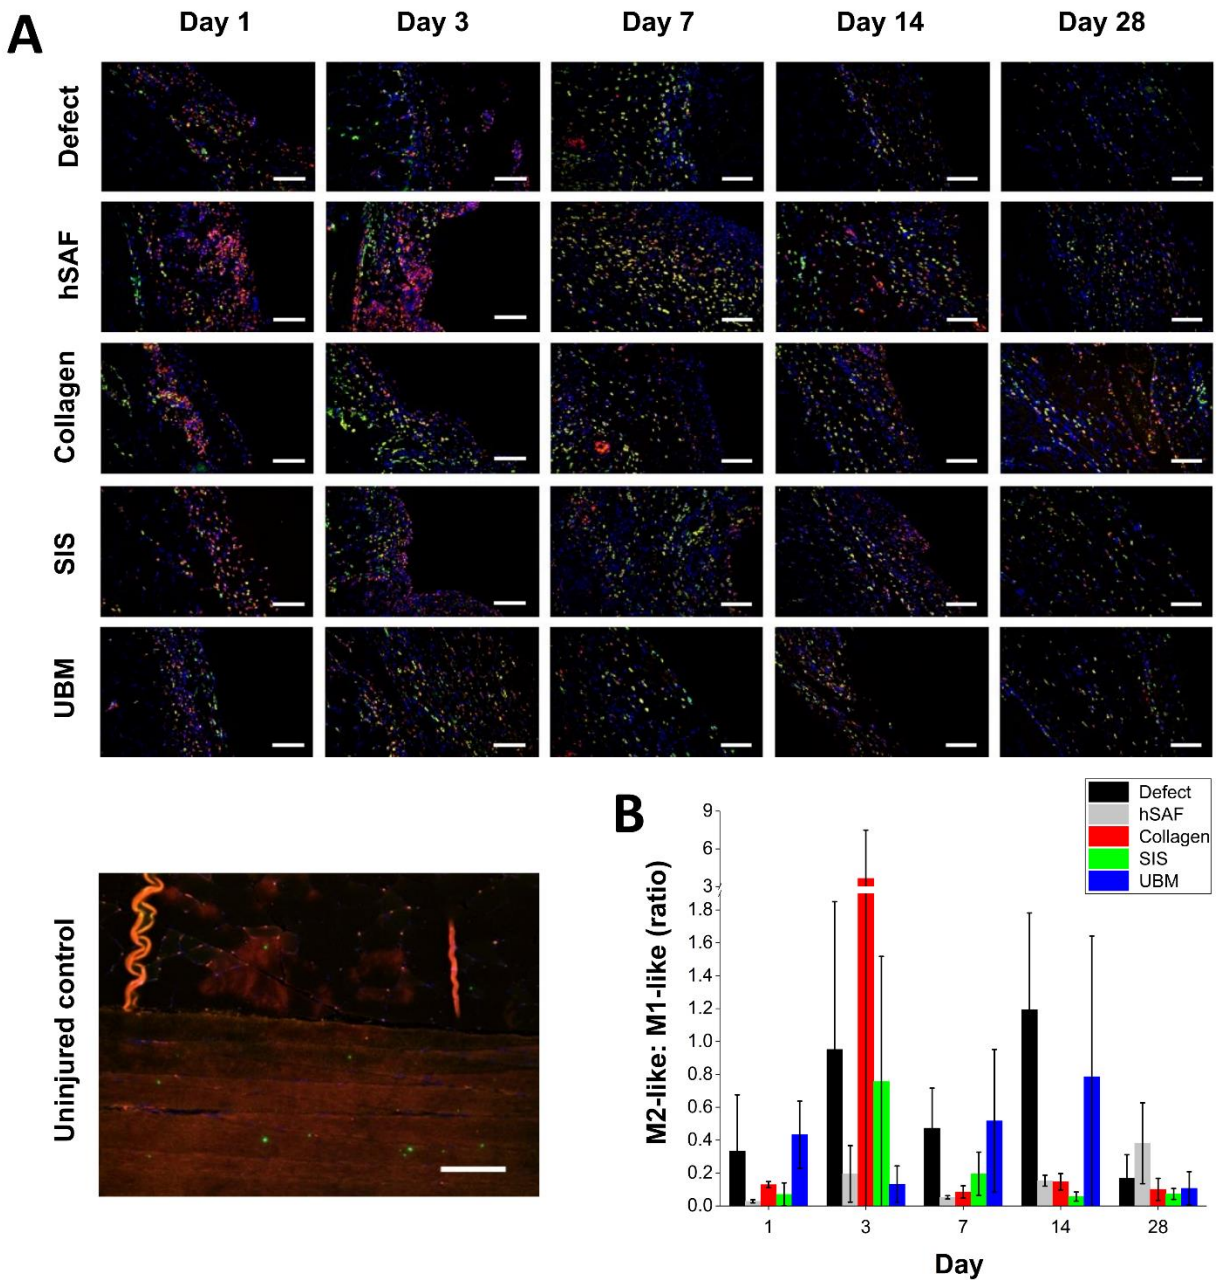 A
Day 1
Day 3
Day 7
Day 14
Day 28
Defect
hSAF
Collagen
SIS
UBM
Uninjured control
B
Defect
hSAF
Collagen
SIS
UBM
M2-like: M1-like (ratio)
9
6
3
1.8
1.6
1.4
1.2
1.0
0.8
0.6
0.4
0.2
0.0
1
3
7
14
28
Day